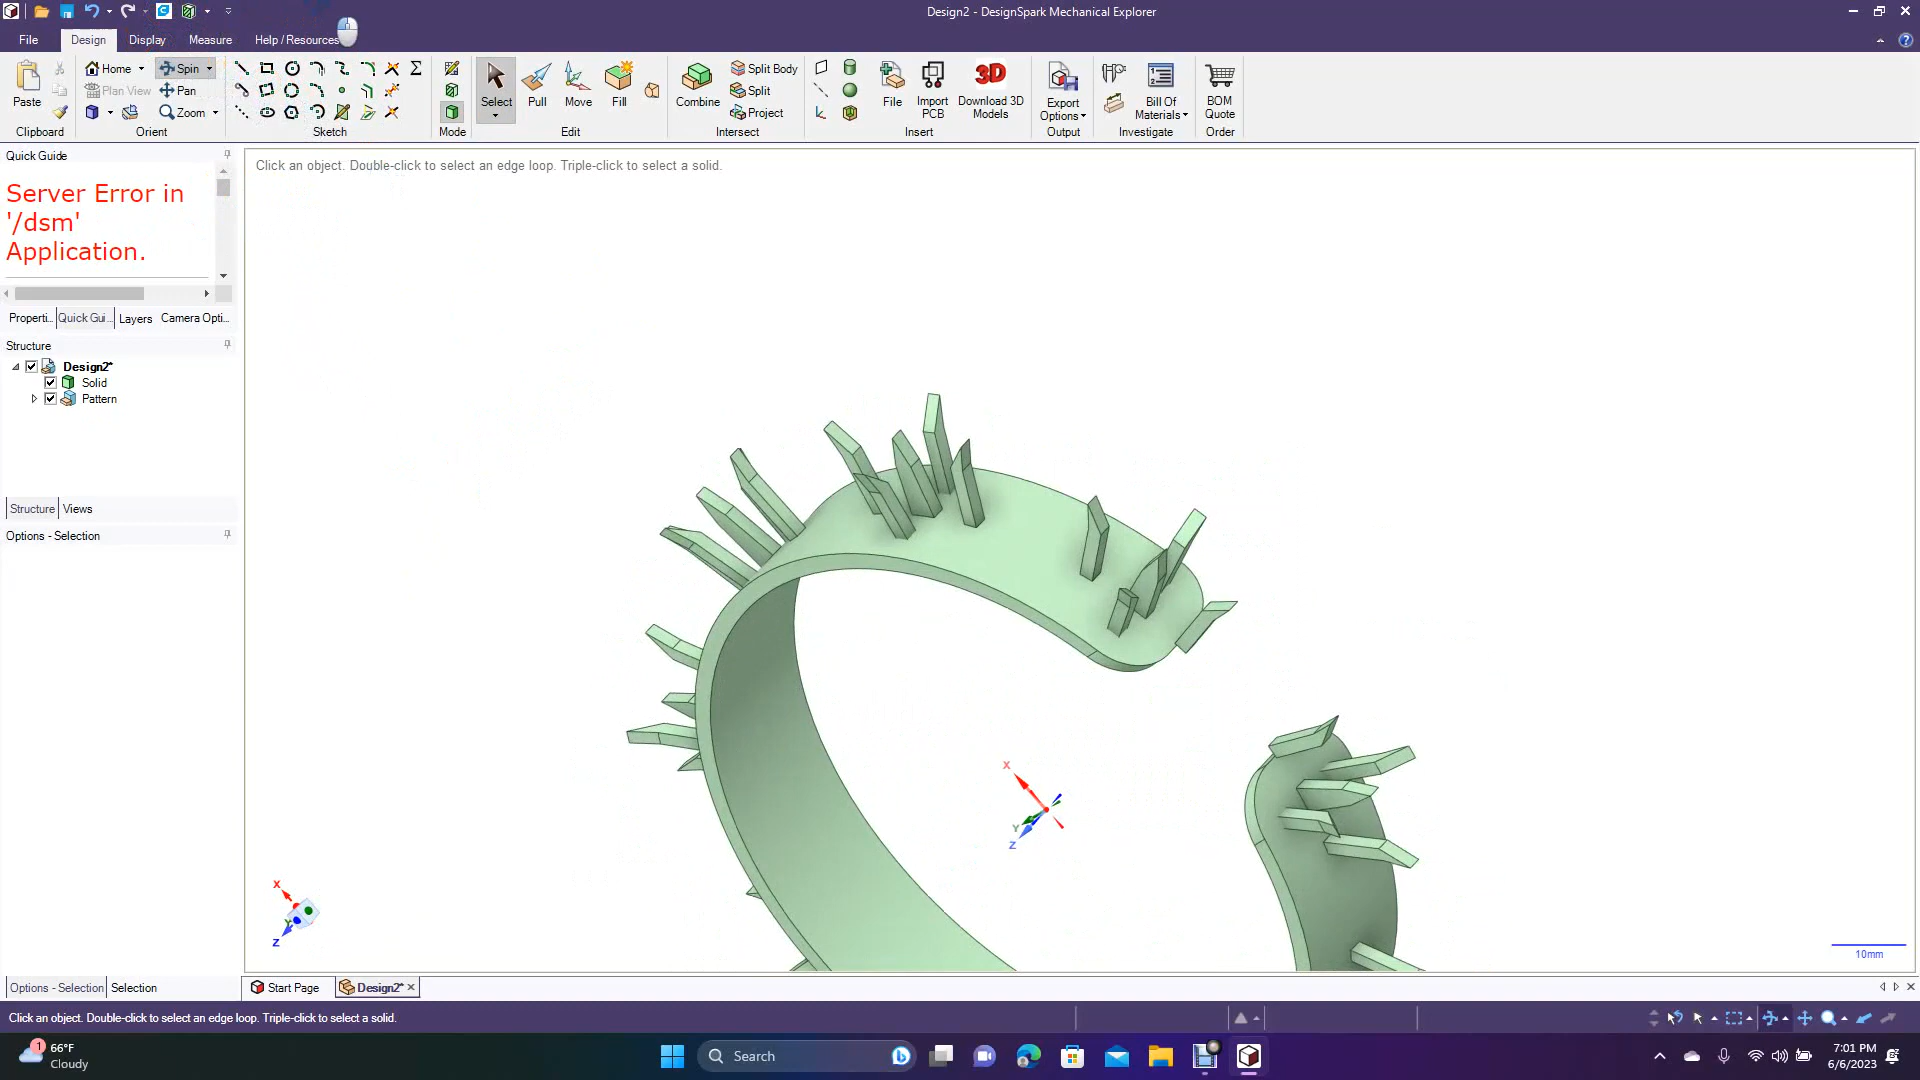 Design2 - DesignSpark Mechanical Explorer
File Design Display Measure Help / Resources
Paste Home Spin Plan View Pan Zoom
Select Pull Move Fill Combine Split Body Split Project
File Import PCB Download 3D Models Export Options Bill Of Materials BOM Quote
3D
Clipboard Orient Sketch Mode Edit Intersect Insert Output Investigate Order
Quick Guide
Click an object. Double-click to select an edge loop. Triple-click to select a solid.
Server Error in
'/dsm'
Application.
Properti... Quick Gui... Layers Camera Opti...
Structure
Design2*
Solid
Pattern
Structure Views
Options - Selection
X
Y
Z
X
Y
Z
10mm
Options - Selection Selection Start Page Design2*
Click an object. Double-click to select an edge loop. Triple-click to select a solid.
1
66°F
Cloudy
Search
7:01 PM
6/6/2023